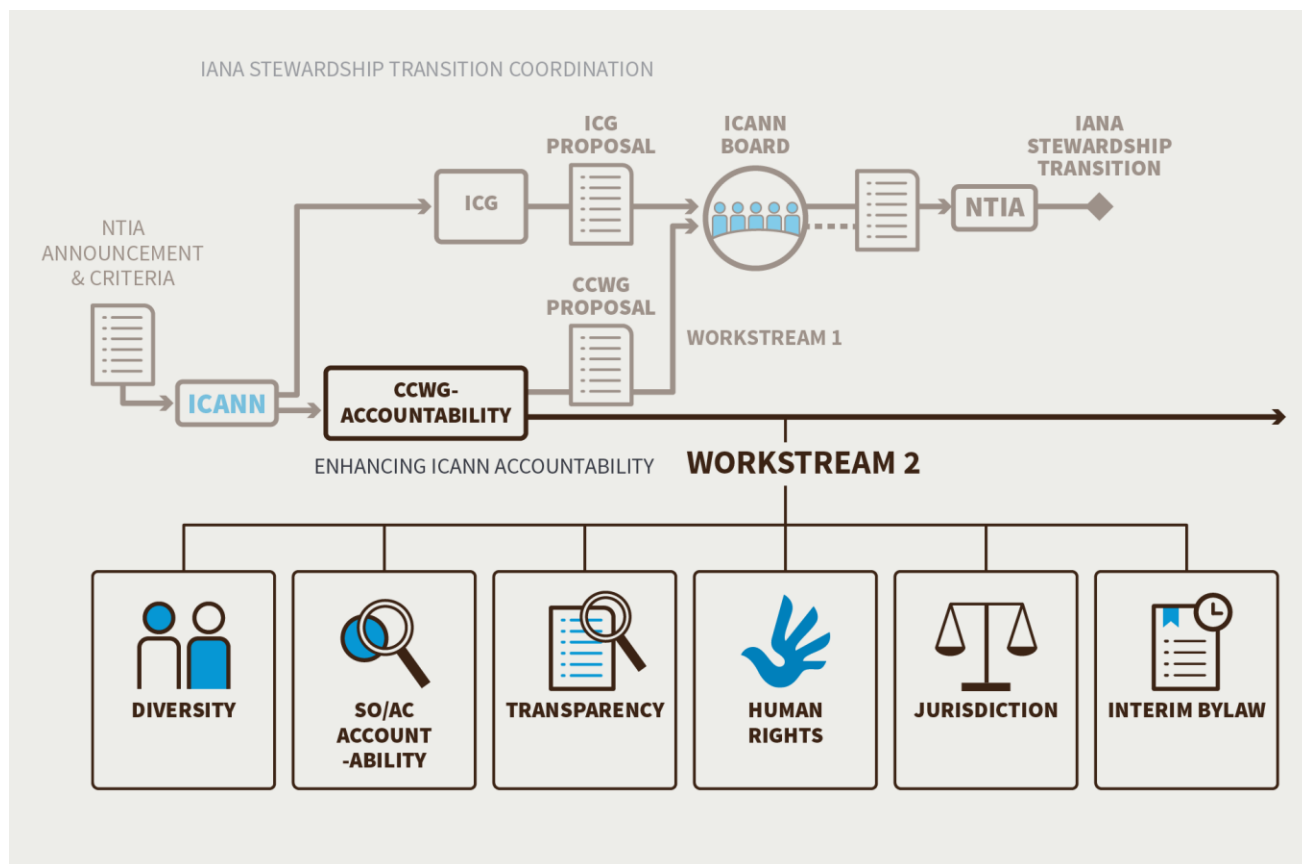 IANA STEWARDSHIP TRANSITION COORDINATION
ICG
PROPOSAL
ICANN
BOARD
IANA
STEWARDSHIP
TRANSITION
ICG
NTIA
NTIA
ANNOUNCEMENT
& CRITERIA
CCWG
PROPOSAL
WORKSTREAM 1
ICANN
CCWG-
ACCOUNTABILITY
ENHANCING ICANN ACCOUNTABILITY
WORKSTREAM 2
DIVERSITY
SO/AC
ACCOUNT
-ABILITY
TRANSPARENCY
HUMAN
RIGHTS
JURISDICTION
INTERIM BYLAW